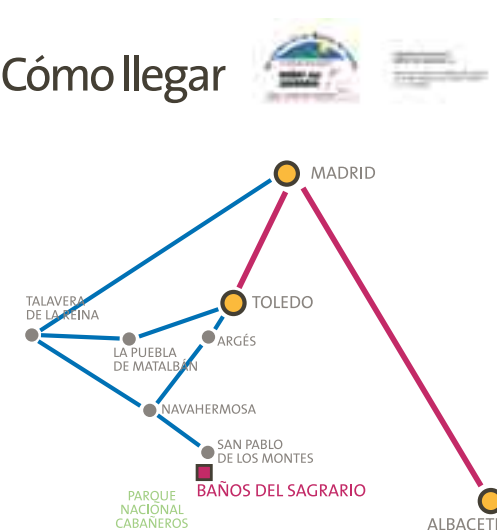 Cómo llegar
MADRID
TOLEDO
TALAVERA
DE LA REINA
ARGÉS
LA PUEBLA
DE MATALBÁN
NAVAHERMOSA
SAN PABLO
DE LOS MONTES
BAÑOS DEL SAGRARIO
PARQUE
NACIONAL
CABAÑEROS
ALBACETE